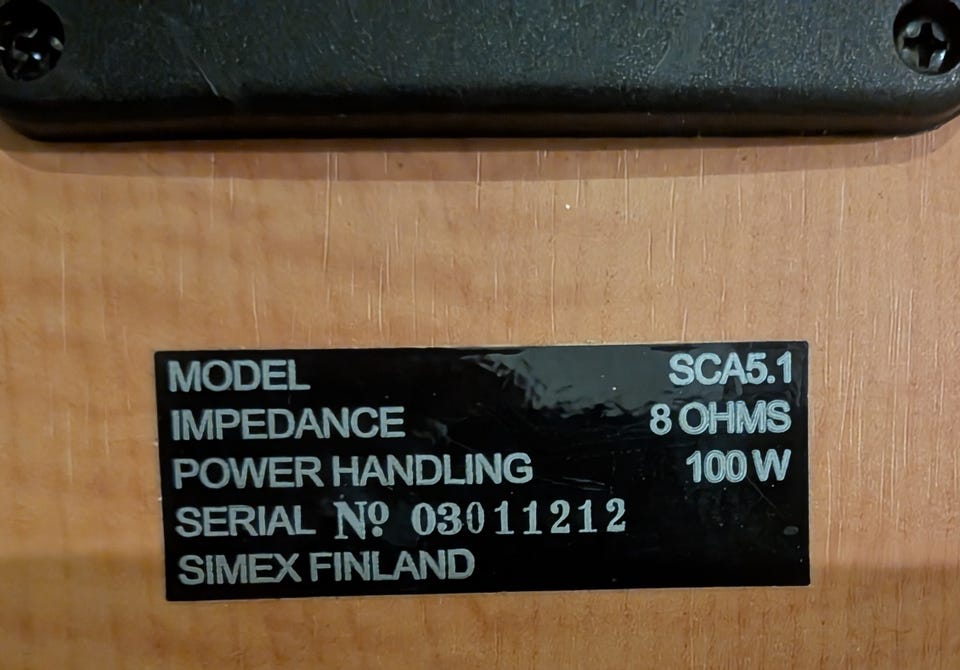 MODEL SCA5.1
IMPEDANCE 8 OHMS
POWER HANDLING 100 W
SERIAL Nº 03011212
SIMEX FINLAND